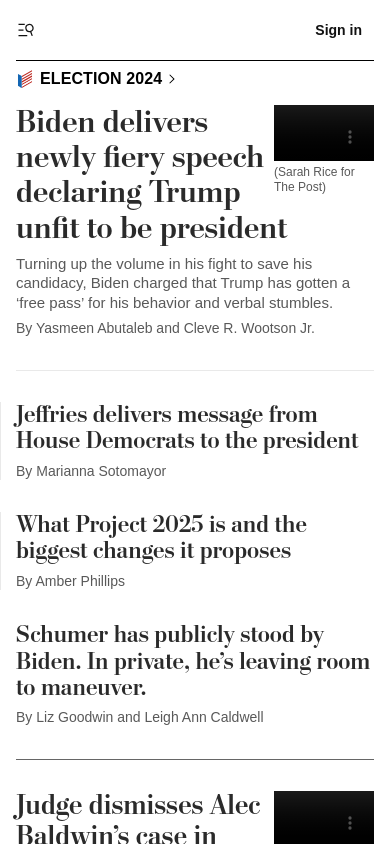 Sign in
ELECTION 2024
Biden delivers
newly fiery speech
declaring Trump
unfit to be president
(Sarah Rice for
The Post)
Turning up the volume in his fight to save his
candidacy, Biden charged that Trump has gotten a
‘free pass’ for his behavior and verbal stumbles.
By Yasmeen Abutaleb and Cleve R. Wootson Jr.
Jeffries delivers message from
House Democrats to the president
By Marianna Sotomayor
What Project 2025 is and the
biggest changes it proposes
By Amber Phillips
Schumer has publicly stood by
Biden. In private, he’s leaving room
to maneuver.
By Liz Goodwin and Leigh Ann Caldwell
Judge dismisses Alec
Baldwin’s case in